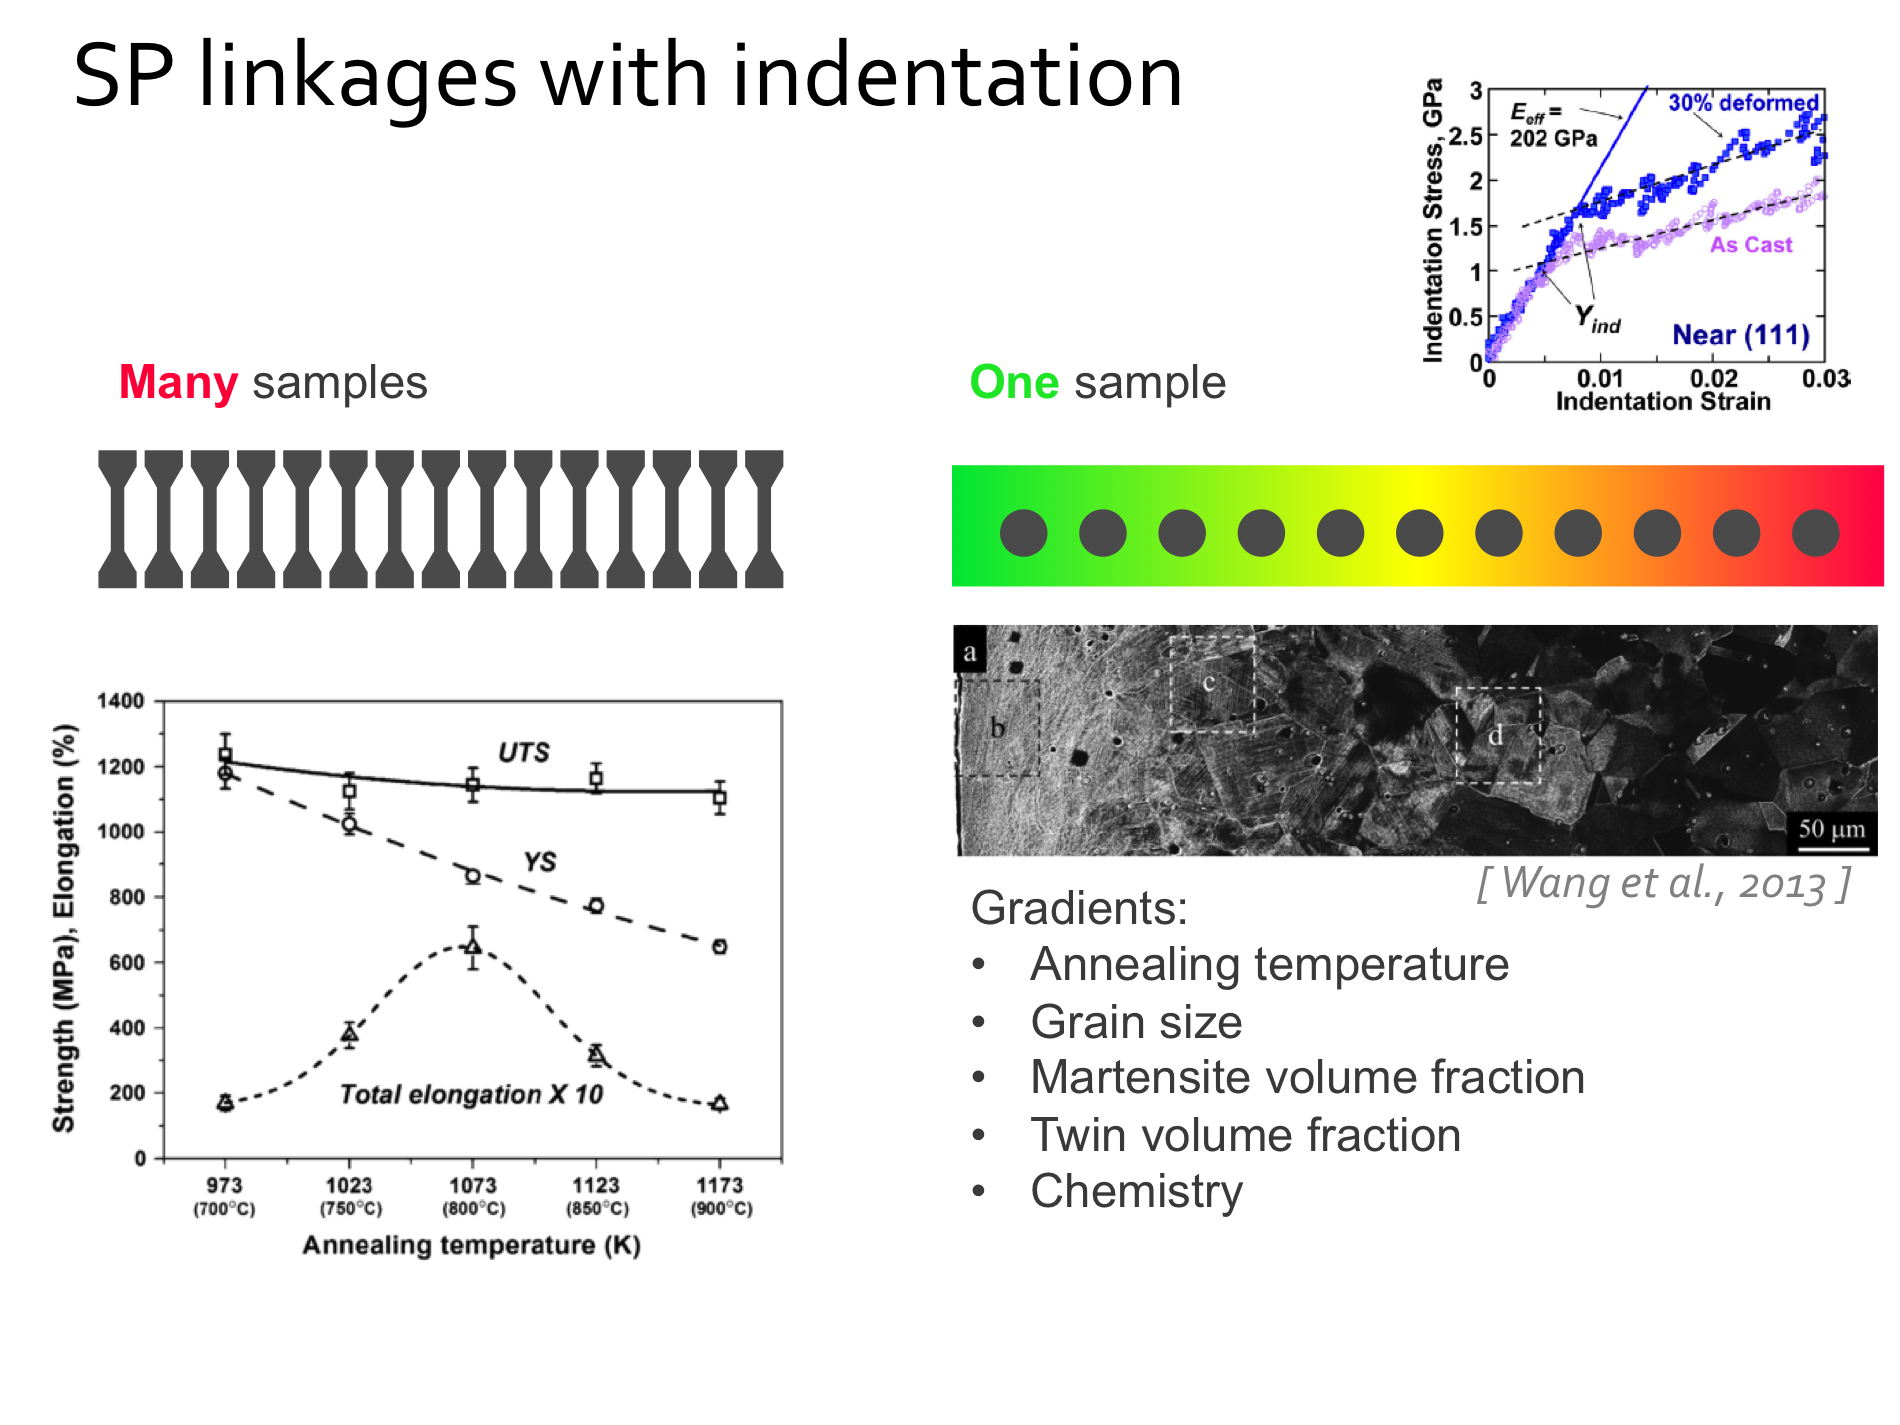 SP linkages with indentation
3
2.5
2
1.5
1
0.5
0
Indentation Stress, GPa
E_eff =
202 GPa
30% deformed
As Cast
Y_ind
Near (111)
0 0.01 0.02 0.03
Indentation Strain
Many samples
One sample
a
b
c
d
50 µm
[ Wang et al., 2013 ]
1400
1200
1000
800
600
400
200
0
Strength (MPa), Elongation (%)
UTS
YS
Total elongation X 10
973 1023 1073 1123 1173
(700°C) (750°C) (800°C) (850°C) (900°C)
Annealing temperature (K)
Gradients:
• Annealing temperature
• Grain size
• Martensite volume fraction
• Twin volume fraction
• Chemistry